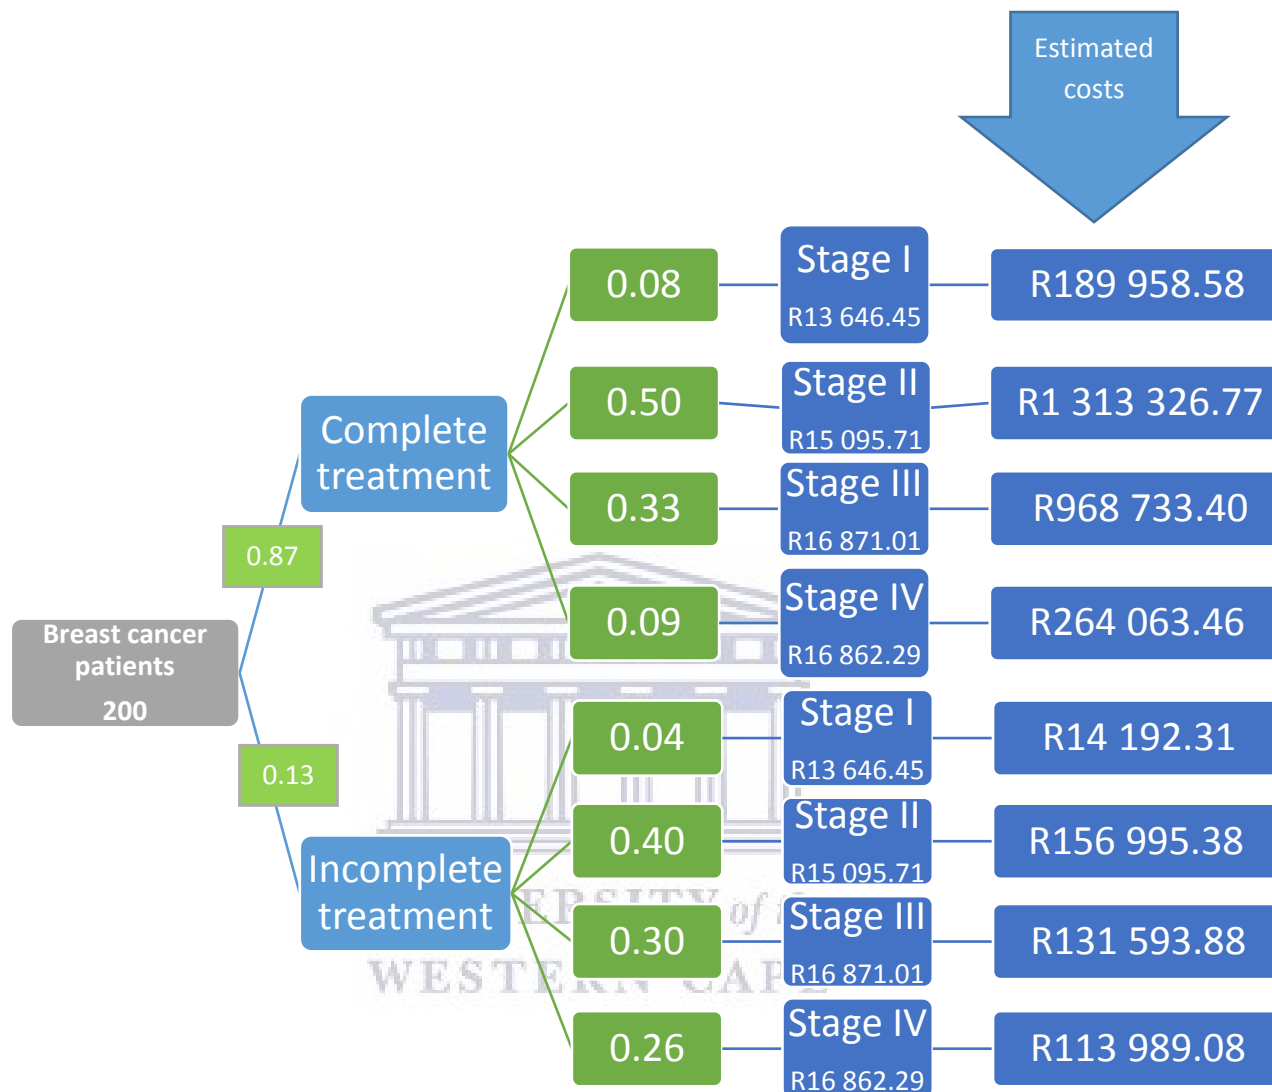 Estimated
costs
Stage I
0.08
R13 646.45
R189 958.58
Stage II
0.50
R15 095.71
R1 313 326.77
Complete
treatment
Stage III
0.33
R16 871.01
R968 733.40
0.87
Stage IV
0.09
R16 862.29
R264 063.46
Breast cancer
patients
200
Stage I
0.04
R13 646.45
R14 192.31
0.13
Stage II
0.40
R15 095.71
R156 995.38
Incomplete
treatment
Stage III
0.30
R16 871.01
R131 593.88
Stage IV
0.26
R16 862.29
R113 989.08
of
WESTERN